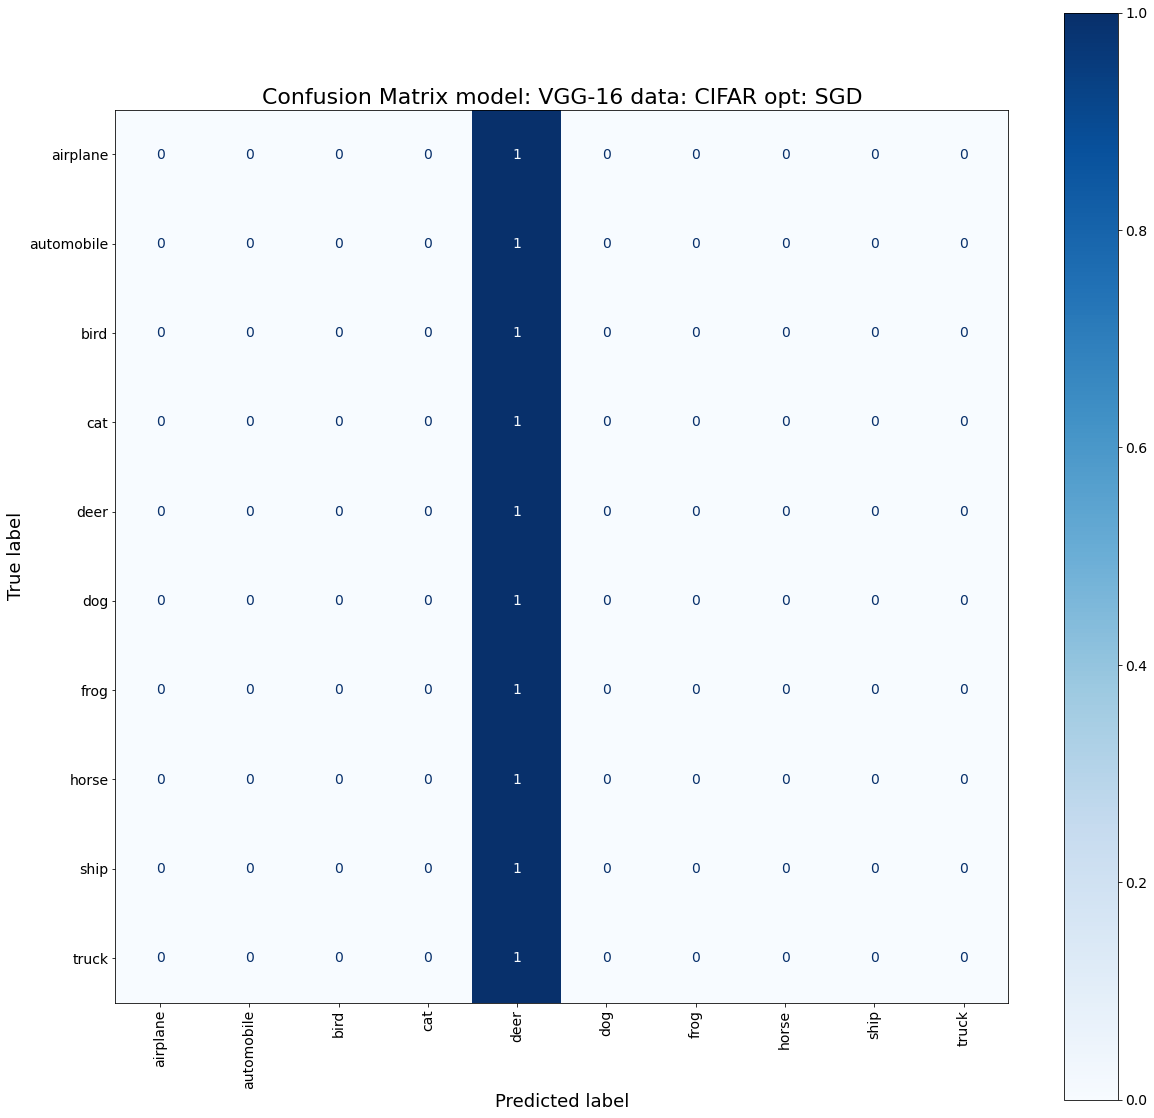 Confusion Matrix model: VGG-16 data: CIFAR opt: SGD
airplane 0 0 0 0 1 0 0 0 0 0
automobile 0 0 0 0 1 0 0 0 0 0
bird 0 0 0 0 1 0 0 0 0 0
cat 0 0 0 0 1 0 0 0 0 0
deer 0 0 0 0 1 0 0 0 0 0
dog 0 0 0 0 1 0 0 0 0 0
frog 0 0 0 0 1 0 0 0 0 0
horse 0 0 0 0 1 0 0 0 0 0
ship 0 0 0 0 1 0 0 0 0 0
truck 0 0 0 0 1 0 0 0 0 0
True label
airplane automobile bird cat deer dog frog horse ship truck
Predicted label
1.0
0.8
0.6
0.4
0.2
0.0